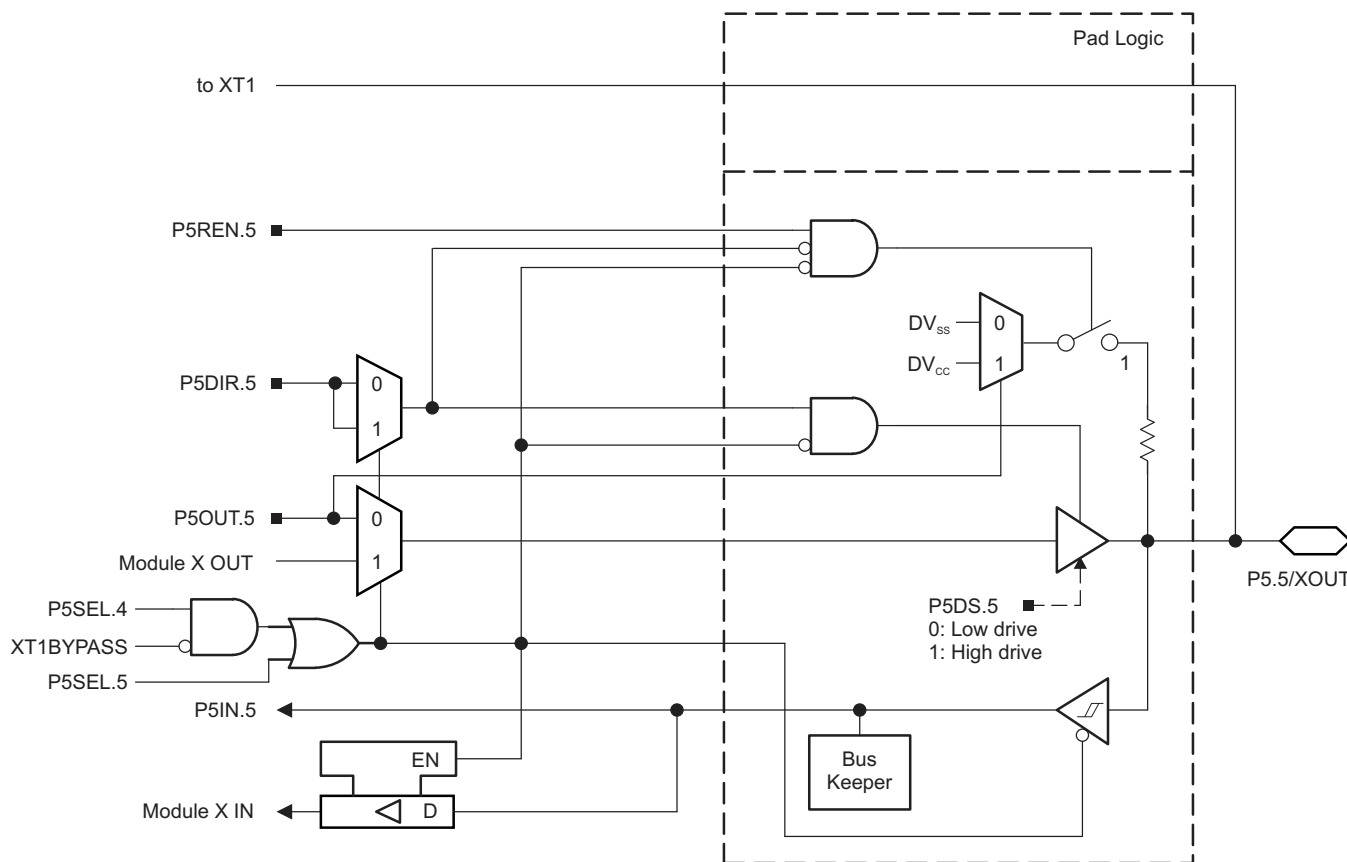 Pad Logic
to XT1
P5REN.5
DVSS
0
DVCC
1
1
P5DIR.5
0
1
P5OUT.5
0
Module X OUT
1
P5.5/XOUT
P5SEL.4
XT1BYPASS
P5SEL.5
P5DS.5
0: Low drive
1: High drive
P5IN.5
EN
Bus
Keeper
Module X IN
D